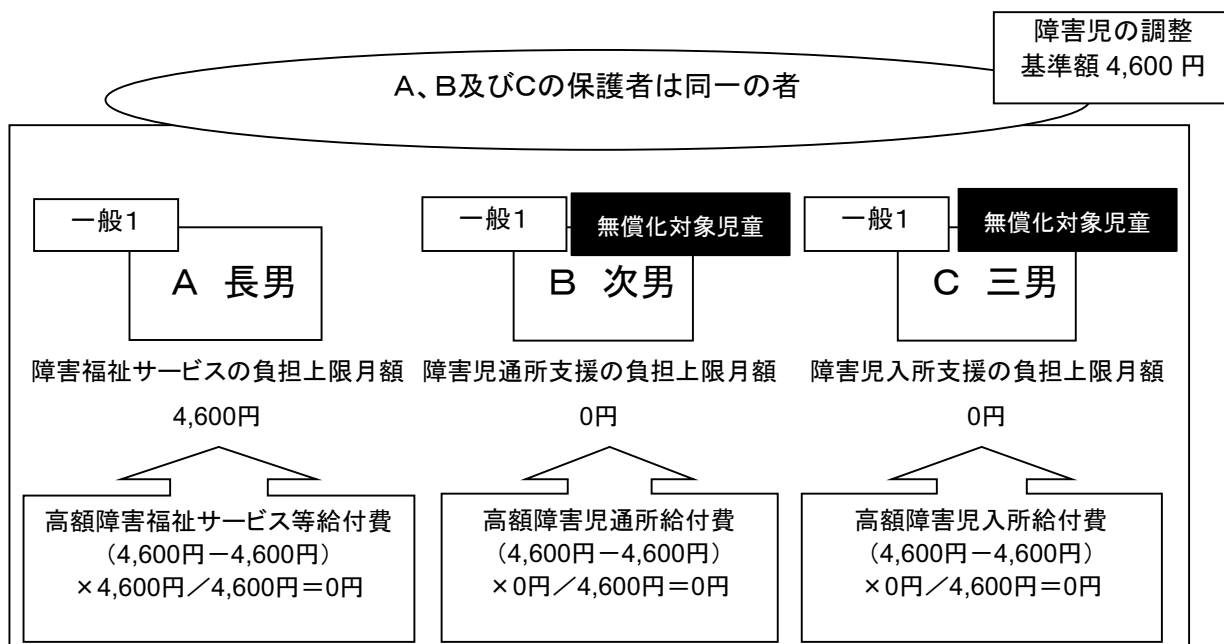 障害児の調整
基準額 4,600 円
A、B及びCの保護者は同一の者
一般1
A 長男
障害福祉サービスの負担上限月額
4,600円
高額障害福祉サービス等給付費
(4,600円-4,600円)
×4,600円/4,600円=0円
一般1
無償化対象児童
B 次男
障害児通所支援の負担上限月額
0円
高額障害児通所給付費
(4,600円-4,600円)
×0円/4,600円=0円
一般1
無償化対象児童
C 三男
障害児入所支援の負担上限月額
0円
高額障害児入所給付費
(4,600円-4,600円)
×0円/4,600円=0円